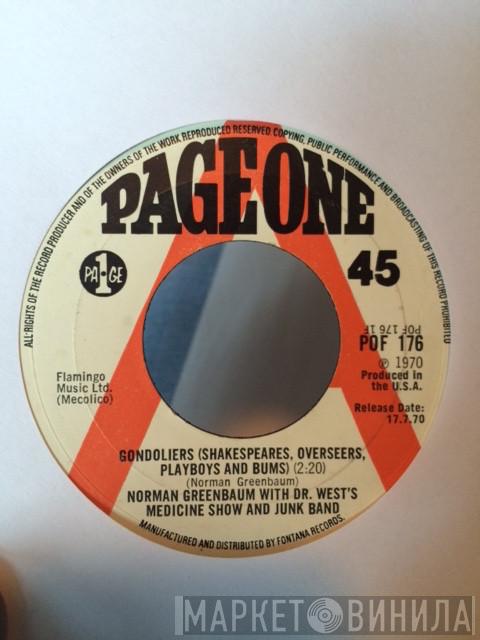 ALL RIGHTS OF THE RECORD PRODUCER AND OF THE OWNERS OF THE WORK REPRODUCED RESERVED. COPYING, PUBLIC PERFORMANCE AND BROADCASTING OF THIS RECORD PROHIBITED
PAGE ONE
1
PA-GE
45
POF 176 1F
POF 176
℗ 1970
Produced in
the U.S.A.
Flamingo
Music Ltd.
(Mecolico)
Release Date:
17.7.70
GONDOLIERS (SHAKESPEARES, OVERSEERS,
PLAYBOYS AND BUMS) (2:20)
(Norman Greenbaum)
NORMAN GREENBAUM WITH DR. WEST'S
MEDICINE SHOW AND JUNK BAND
MANUFACTURED AND DISTRIBUTED BY FONTANA RECORDS.
МАРКЕТ ВИНИЛА